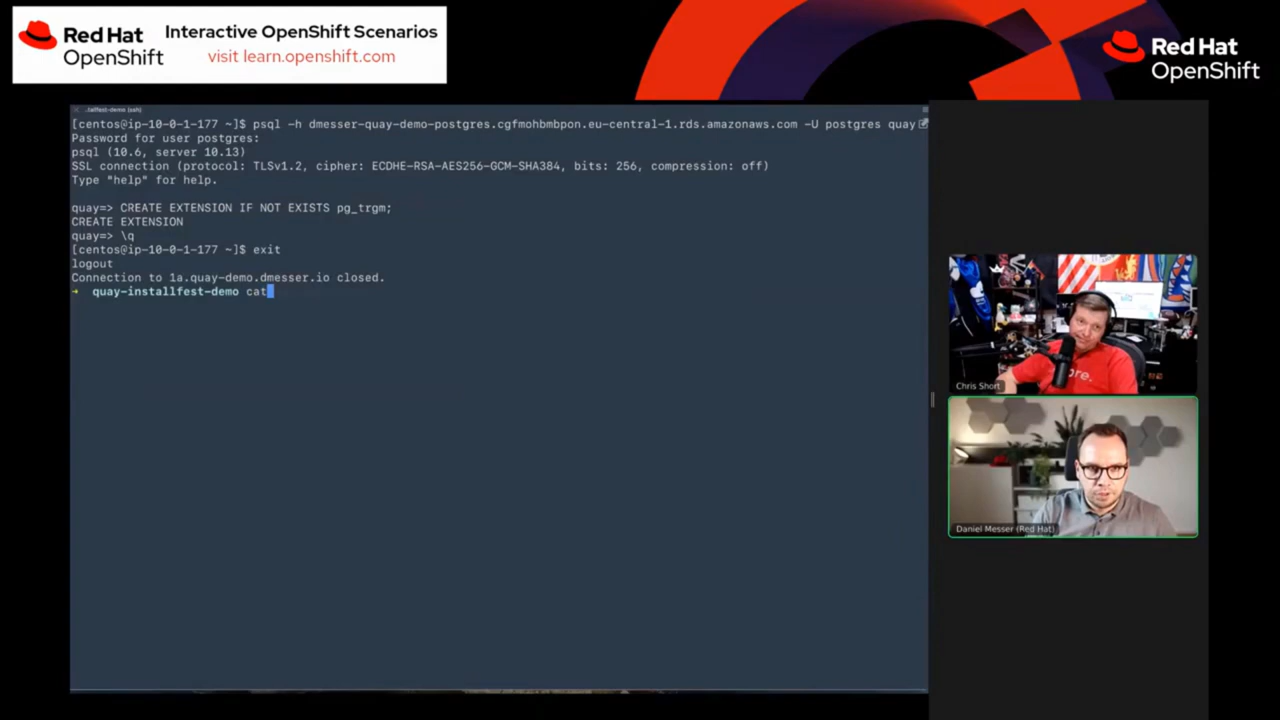 Red Hat
OpenShift
Interactive OpenShift Scenarios
visit learn.openshift.com
Red Hat
OpenShift
..tallfest-demo (ssh)
[centos@ip-10-0-1-177 ~]$ psql -h dmesser-quay-demo-postgres.cgfmohbmbpon.eu-central-1.rds.amazonaws.com -U postgres quay
Password for user postgres:
psql (10.6, server 10.13)
SSL connection (protocol: TLSv1.2, cipher: ECDHE-RSA-AES256-GCM-SHA384, bits: 256, compression: off)
Type "help" for help.
quay=> CREATE EXTENSION IF NOT EXISTS pg_trgm;
CREATE EXTENSION
quay=> \q
[centos@ip-10-0-1-177 ~]$ exit
logout
Connection to 1a.quay-demo.dmesser.io closed.
→ quay-installfest-demo cat
Chris Short
Daniel Messer (Red Hat)